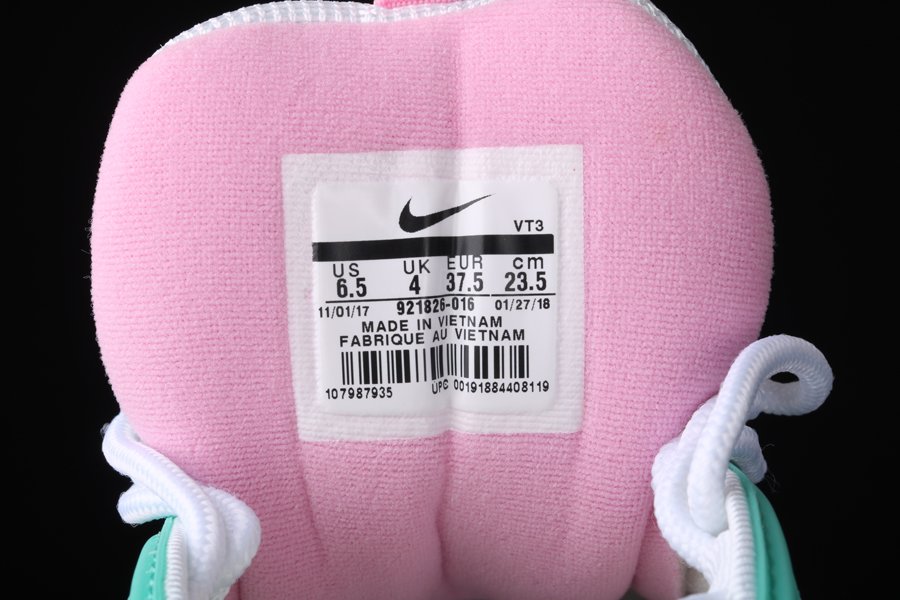 VT3
US UK EUR cm
6.5 4 37.5 23.5
11/01/17 921826-016 01/27/18
MADE IN VIETNAM
FABRIQUE AU VIETNAM
107987935 UPC 00191884408119